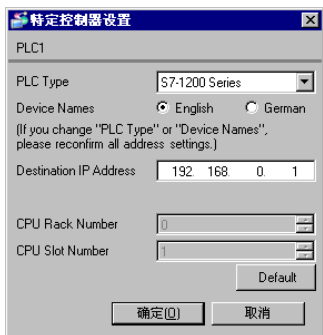 特定控制器设置
PLC1
PLC Type S7-1200 Series
Device Names English German
(If you change "PLC Type" or "Device Names",
please reconfirm all address settings.)
Destination IP Address 192. 168. 0. 1
CPU Rack Number 0
CPU Slot Number 1
Default
确定(O) 取消